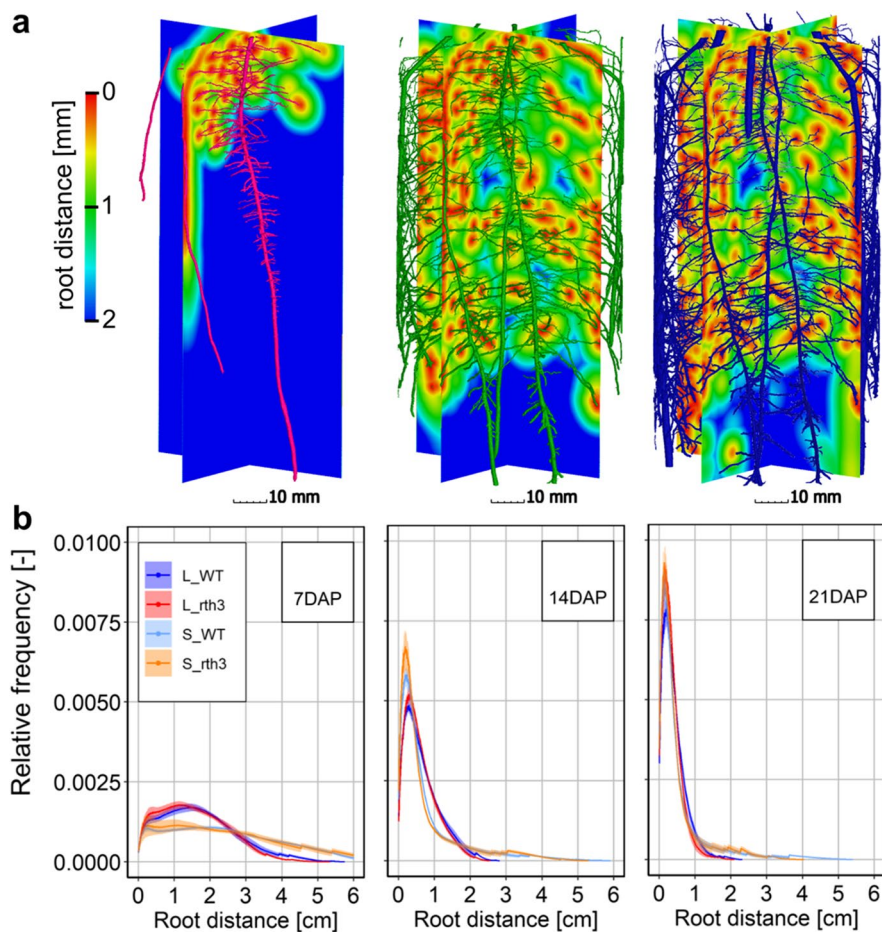 a
0
1
2
root distance [mm]
10 mm
10 mm
10 mm
b
Relative frequency [-]
0.0100
0.0075
0.0050
0.0025
0.0000
L_WT
L_rth3
S_WT
S_rth3
7DAP
14DAP
21DAP
0 1 2 3 4 5 6
0 1 2 3 4 5 6
0 1 2 3 4 5 6
Root distance [cm]
Root distance [cm]
Root distance [cm]